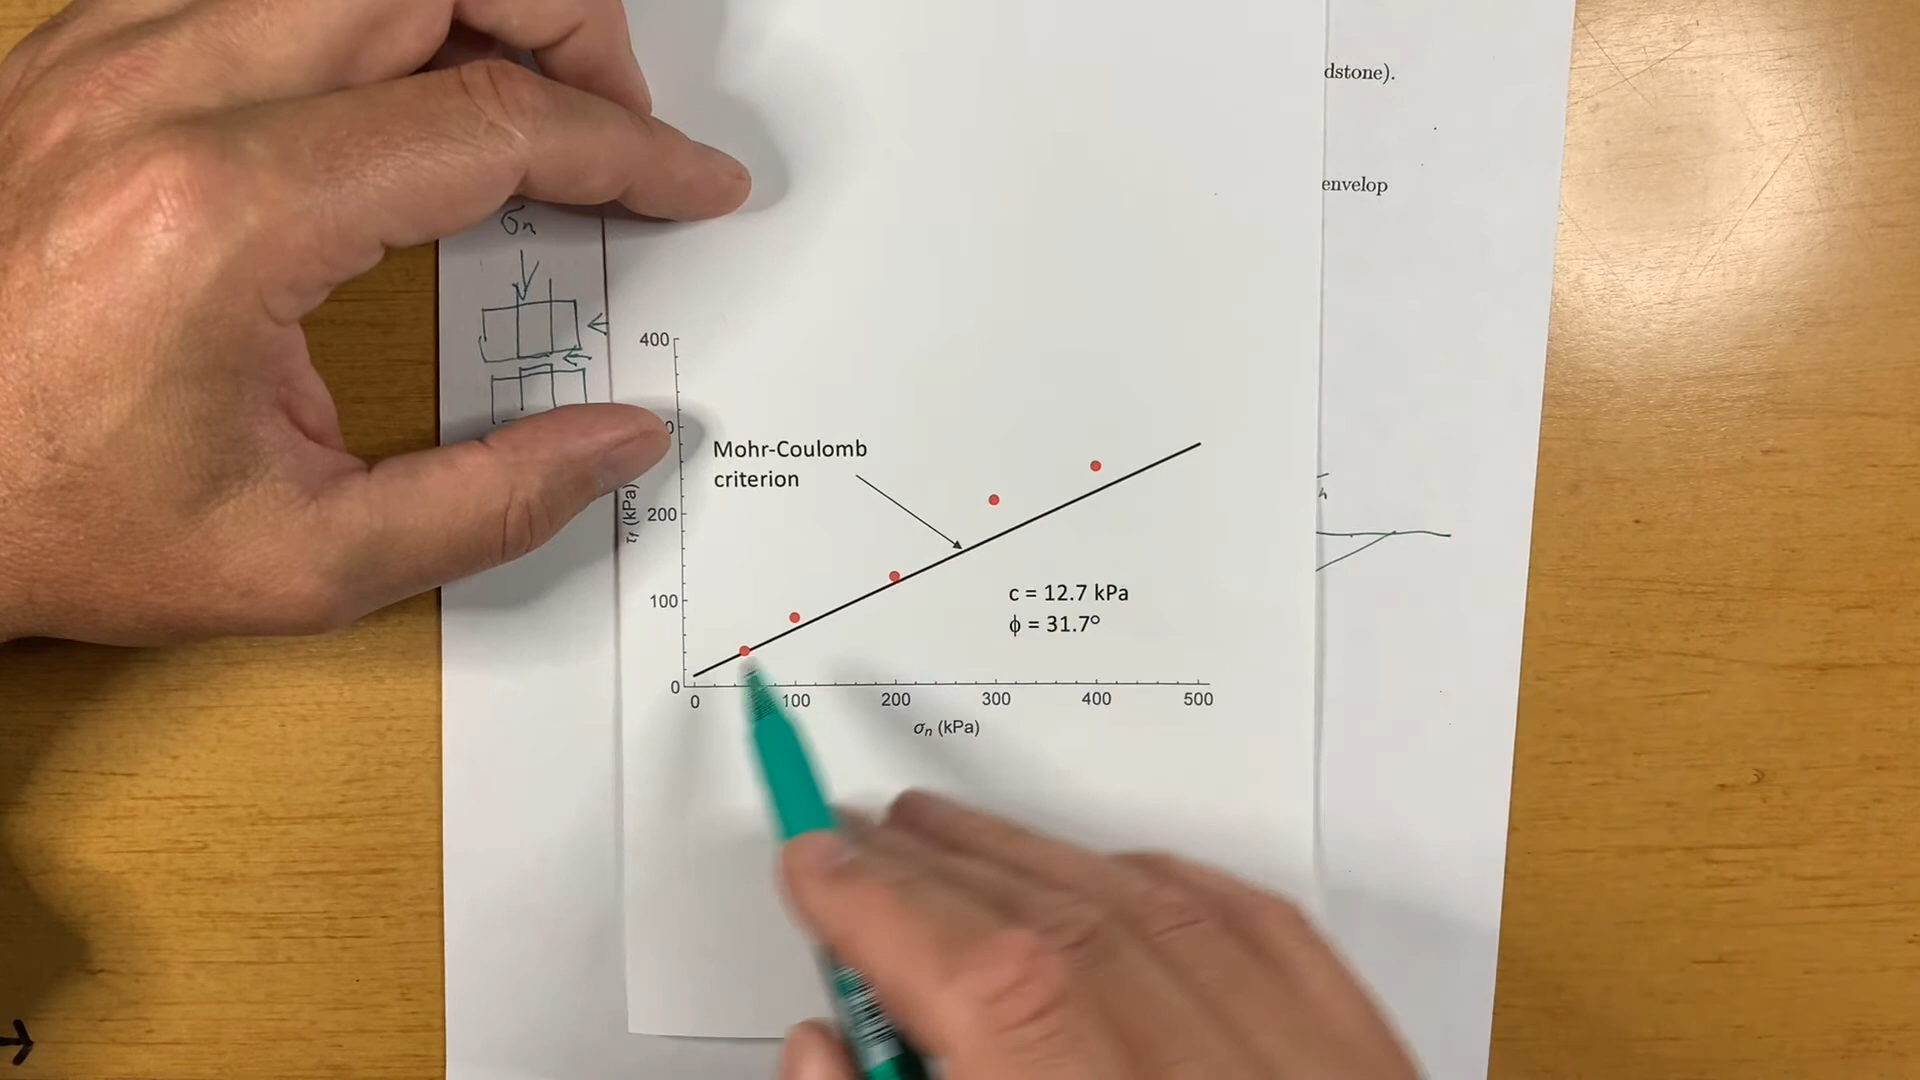 dstone).
envelop
σn
400
Mohr-Coulomb
criterion
0
200
τf (kPa)
100
0
c = 12.7 kPa
ϕ = 31.7°
0 100 200 300 400 500
σn (kPa)